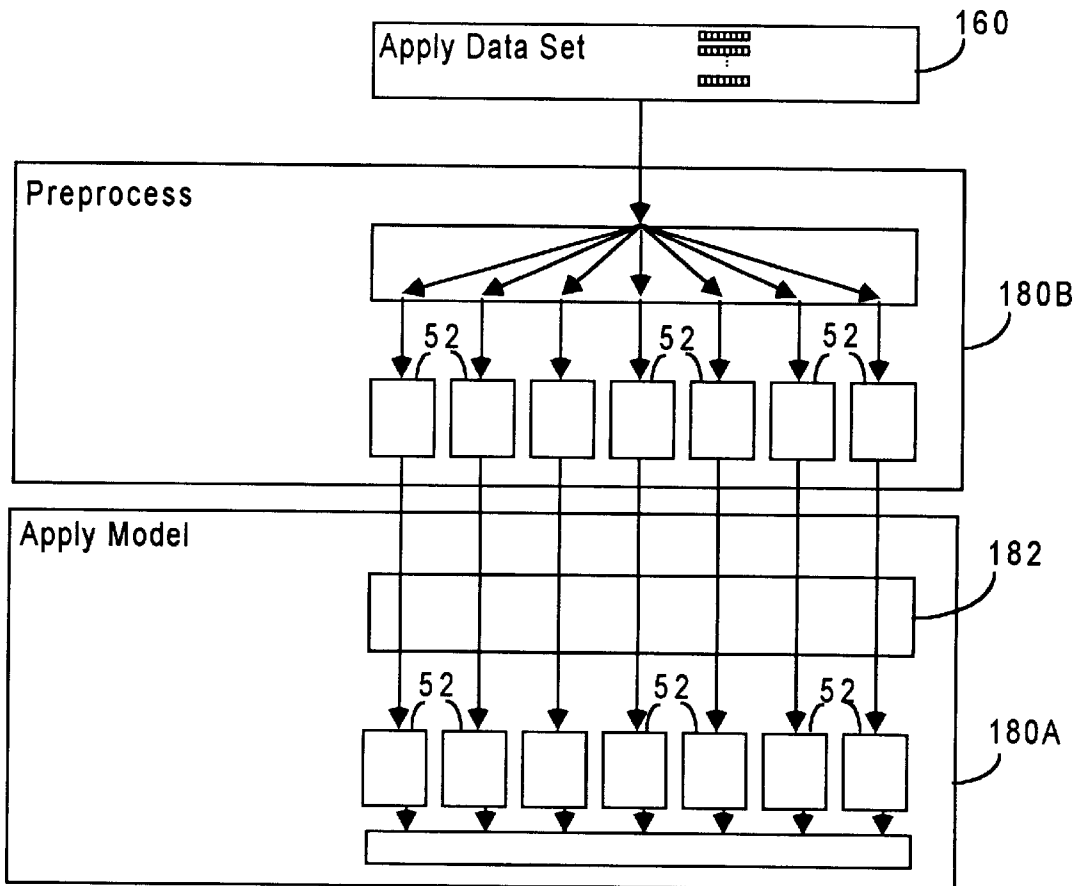 160
Apply Data Set
Preprocess
180B
52 52 52
Apply Model
182
52 52 52
180A